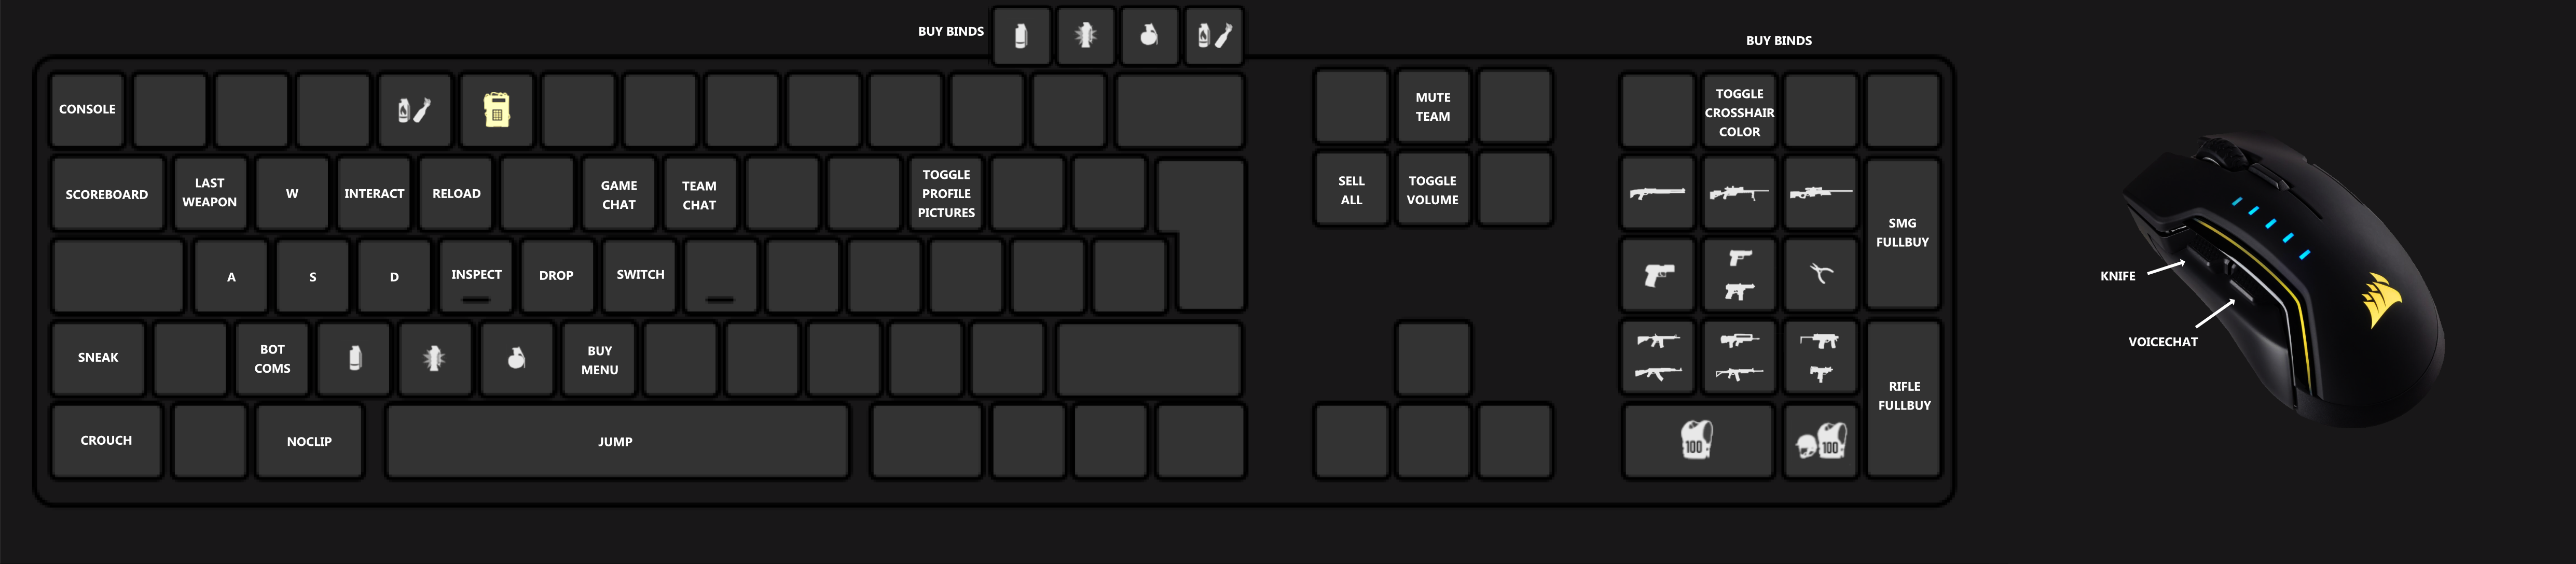 BUY BINDS
BUY BINDS
CONSOLE
MUTE
TEAM
TOGGLE
CROSSHAIR
COLOR
SCOREBOARD
LAST
WEAPON
W
INTERACT
RELOAD
GAME
CHAT
TEAM
CHAT
TOGGLE
PROFILE
PICTURES
SELL
ALL
TOGGLE
VOLUME
SMG
FULLBUY
A
S
D
INSPECT
DROP
SWITCH
SNEAK
BOT
COMS
BUY
MENU
RIFLE
FULLBUY
CROUCH
NOCLIP
JUMP
100
100
KNIFE
VOICECHAT